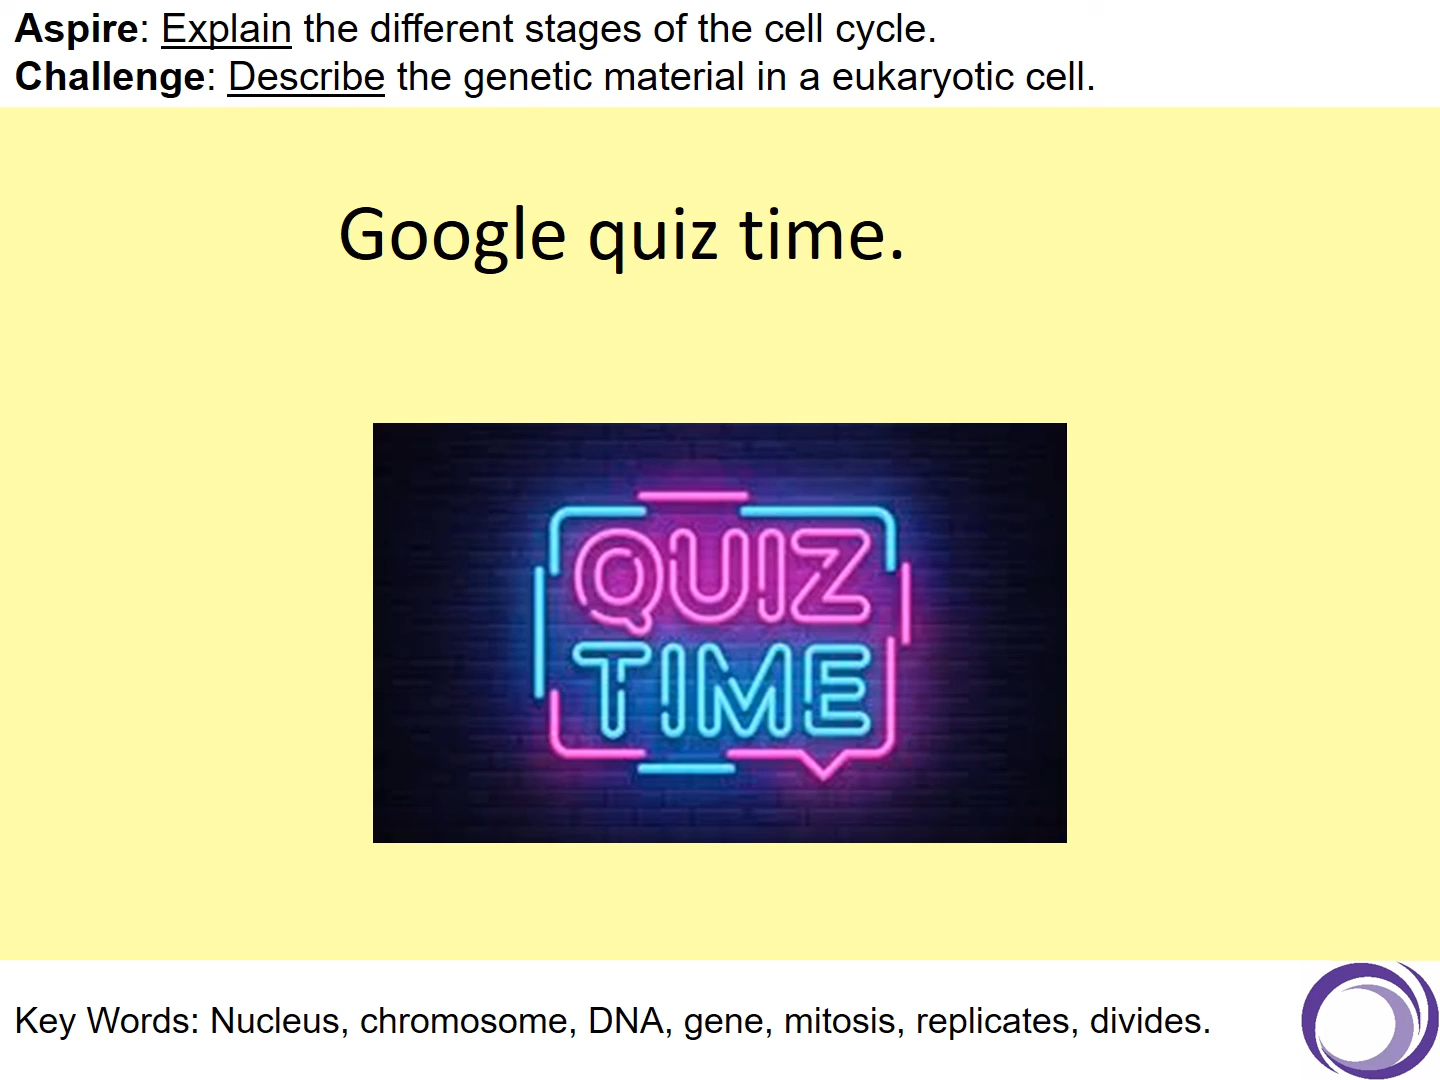 Aspire: Explain the different stages of the cell cycle.
Challenge: Describe the genetic material in a eukaryotic cell.
Google quiz time.
QUIZ
TIME
Key Words: Nucleus, chromosome, DNA, gene, mitosis, replicates, divides.